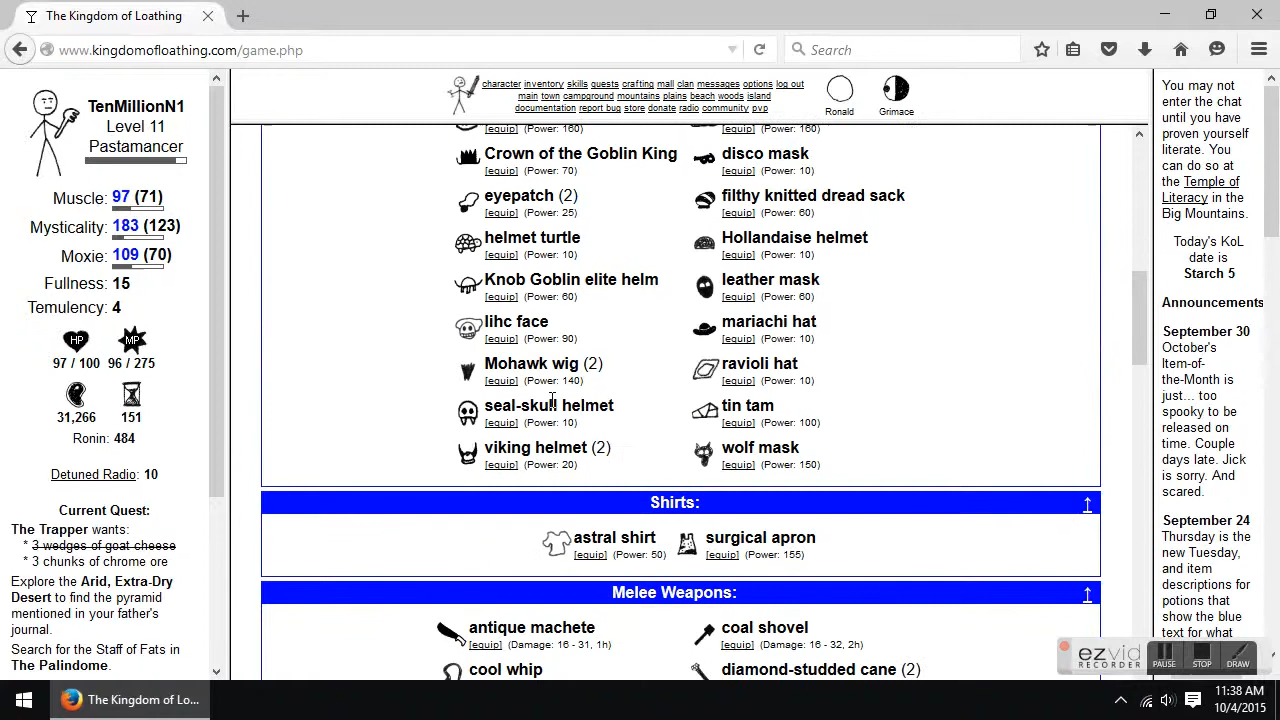 The Kingdom of Loathing
www.kingdomofloathing.com/game.php
Search
TenMillionN1
Level 11
Pastamancer
Muscle: 97 (71)
Mysticality: 183 (123)
Moxie: 109 (70)
Fullness: 15
Temulency: 4
HP MP
97 / 100 96 / 275
31,266 151
Ronin: 484
Detuned Radio: 10
Current Quest:
The Trapper wants:
* 3 wedges of goat cheese
* 3 chunks of chrome ore
Explore the Arid, Extra-Dry
Desert to find the pyramid
mentioned in your father's
journal.
Search for the Staff of Fats in
The Palindome.
character inventory skills quests crafting mall clan messages options log out
main town campground mountains plains beach woods island
documentation report bug store donate radio community pvp
Ronald Grimace
[equip] (Power: 160) [equip] (Power: 160)
Crown of the Goblin King disco mask
[equip] (Power: 70) [equip] (Power: 10)
eyepatch (2) filthy knitted dread sack
[equip] (Power: 25) [equip] (Power: 60)
helmet turtle Hollandaise helmet
[equip] (Power: 10) [equip] (Power: 10)
Knob Goblin elite helm leather mask
[equip] (Power: 60) [equip] (Power: 60)
lihc face mariachi hat
[equip] (Power: 90) [equip] (Power: 10)
Mohawk wig (2) ravioli hat
[equip] (Power: 140) [equip] (Power: 10)
seal-skull helmet tin tam
[equip] (Power: 10) [equip] (Power: 100)
viking helmet (2) wolf mask
[equip] (Power: 20) [equip] (Power: 150)
Shirts:
astral shirt surgical apron
[equip] (Power: 50) [equip] (Power: 155)
Melee Weapons:
antique machete coal shovel
[equip] (Damage: 16 - 31, 1h) [equip] (Damage: 16 - 32, 2h)
cool whip diamond-studded cane (2)
You may not
enter the chat
until you have
proven yourself
literate. You
can do so at
the Temple of
Literacy in the
Big Mountains.
Today's KoL
date is
Starch 5
Announcements
September 30
October's
Item-of-
the-Month is
just... too
spooky to be
released on
time. Couple
days late. Jick
is sorry. And
scared.
September 24
Thursday is the
new Tuesday,
and item
descriptions for
potions that
show the blue
text for what
ezvid
RECORDER
PAUSE STOP DRAW
The Kingdom of Lo...
11:38 AM
10/4/2015